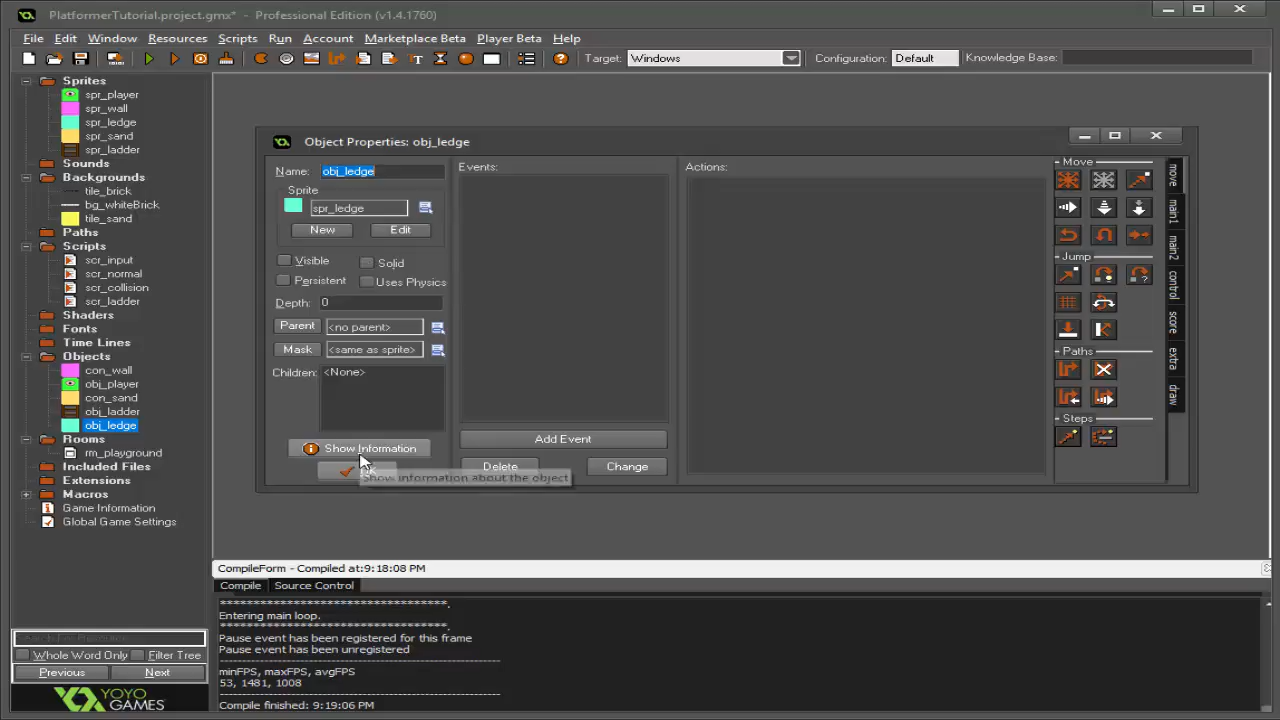 PlatformerTutorial.project.gmx* - Professional Edition (v1.4.1760)
File Edit Window Resources Scripts Run Account Marketplace Beta Player Beta Help
Target: Windows Configuration: Default Knowledge Base:
Sprites
spr_player
spr_wall
spr_ledge
spr_sand
spr_ladder
Sounds
Backgrounds
tile_brick
bg_whiteBrick
tile_sand
Paths
Scripts
scr_input
scr_normal
scr_collision
scr_ladder
Shaders
Fonts
Time Lines
Objects
con_wall
obj_player
con_sand
obj_ladder
obj_ledge
Rooms
rm_playground
Included Files
Extensions
Macros
Game Information
Global Game Settings
Whole Word Only Filter Tree
Previous Next
YOYO
GAMES
Object Properties: obj_ledge
Name: obj_ledge
Sprite
spr_ledge
New Edit
Visible Solid
Persistent Uses Physics
Depth: 0
Parent <no parent>
Mask <same as sprite>
Children: <None>
Show Information
Show information about the object
Events:
Add Event
Delete Change
Actions:
Move
Jump
Paths
Steps
move
main1
main2
control
score
extra
draw
CompileForm - Compiled at:9:18:08 PM
Compile Source Control
***************************************.
Entering main loop.
***************************************.
Pause event has been registered for this frame
Pause event has been unregistered
--------------------------------------------------------
minFPS, maxFPS, avgFPS
53, 1481, 1008
--------------------------------------------------------
Compile finished: 9:19:06 PM